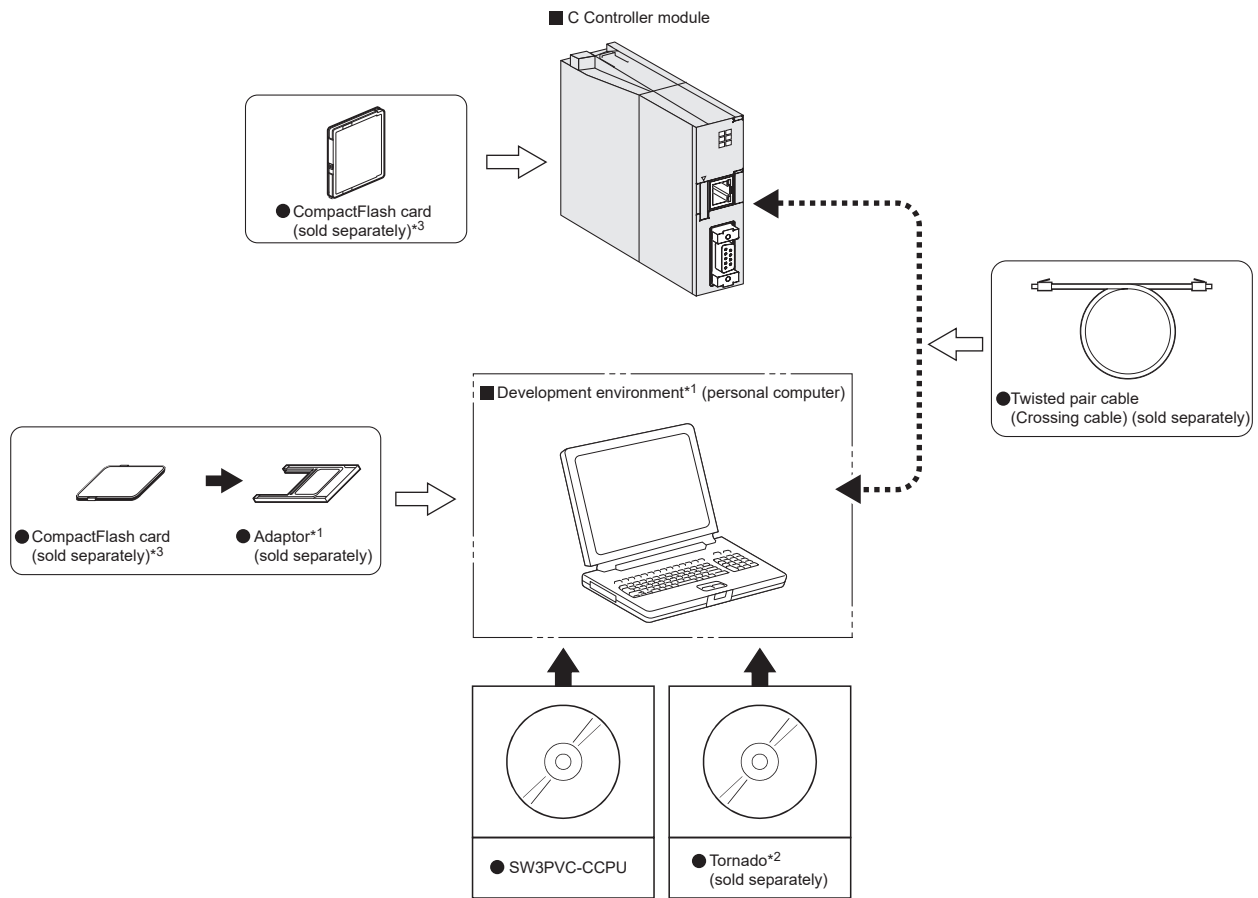 ■ C Controller module
● CompactFlash card
(sold separately)*3
● Twisted pair cable
(Crossing cable) (sold separately)
■ Development environment*1 (personal computer)
● CompactFlash card
(sold separately)*3
● Adaptor*1
(sold separately)
● SW3PVC-CCPU
● Tornado*2
(sold separately)